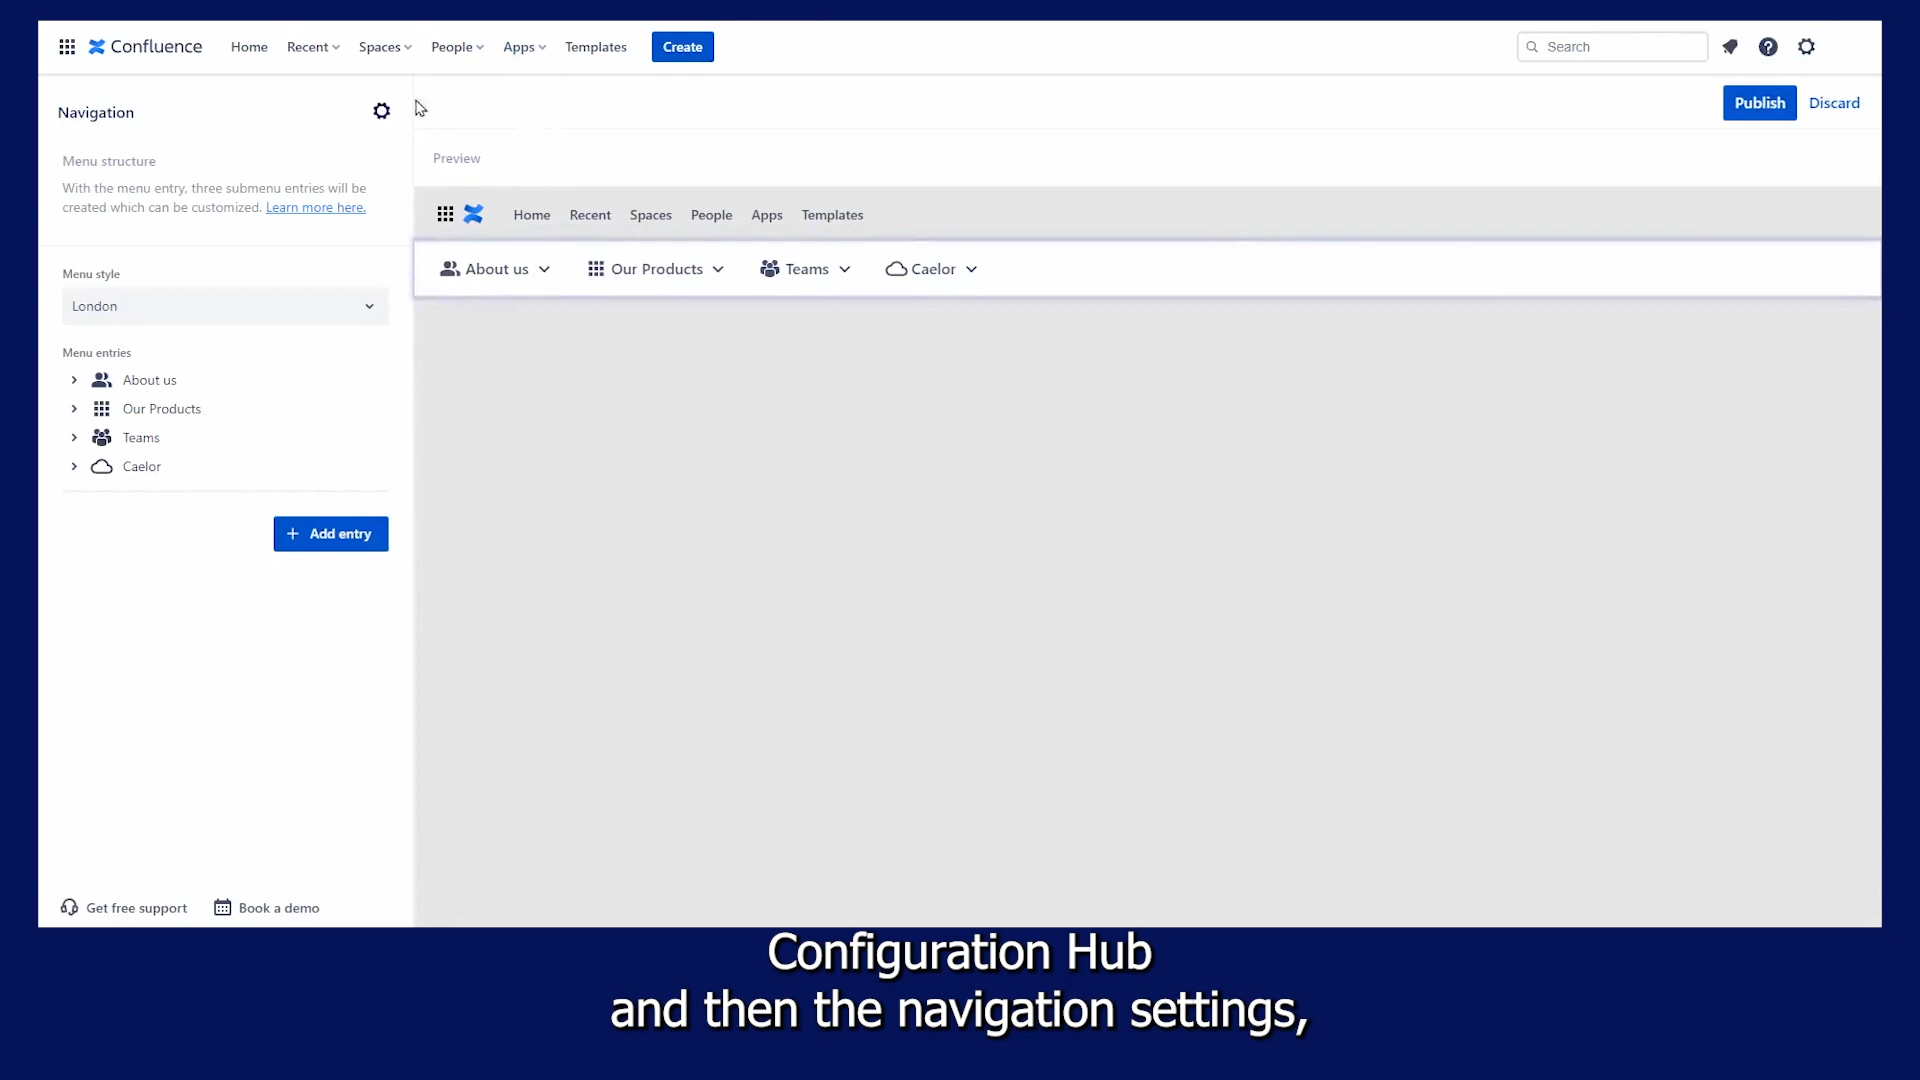 Confluence Home Recent Spaces People Apps Templates Create Search
Navigation
Publish Discard
Menu structure
With the menu entry, three submenu entries will be
created which can be customized. Learn more here.
Preview
Home Recent Spaces People Apps Templates
About us Our Products Teams Caelor
Menu style
London
Menu entries
About us
Our Products
Teams
Caelor
+ Add entry
Get free support Book a demo
Configuration Hub
and then the navigation settings,